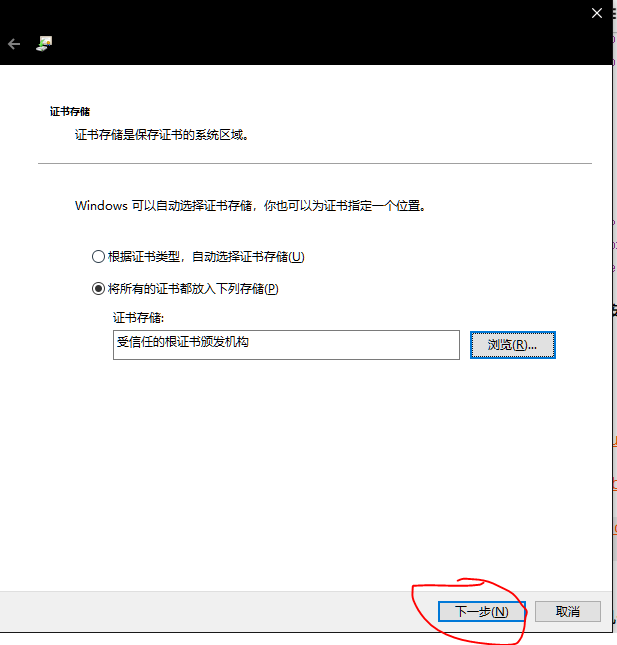 证书存储
证书存储是保存证书的系统区域。
Windows 可以自动选择证书存储，你也可以为证书指定一个位置。
根据证书类型，自动选择证书存储(U)
将所有的证书都放入下列存储(P)
证书存储:
受信任的根证书颁发机构
浏览(R)...
下一步(N)
取消